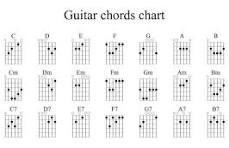 Guitar chords chart
C D E F G A B
Cm Dm Em Fm Gm Am Bm
C7 D7 E7 F7 G7 A7 B7